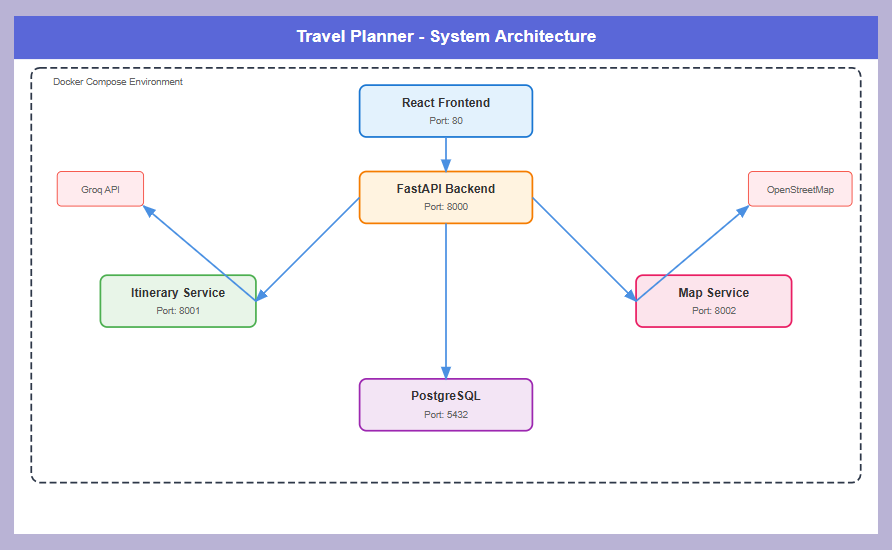 Travel Planner - System Architecture
Docker Compose Environment
React Frontend
Port: 80
Groq API
FastAPI Backend
Port: 8000
OpenStreetMap
Itinerary Service
Port: 8001
Map Service
Port: 8002
PostgreSQL
Port: 5432